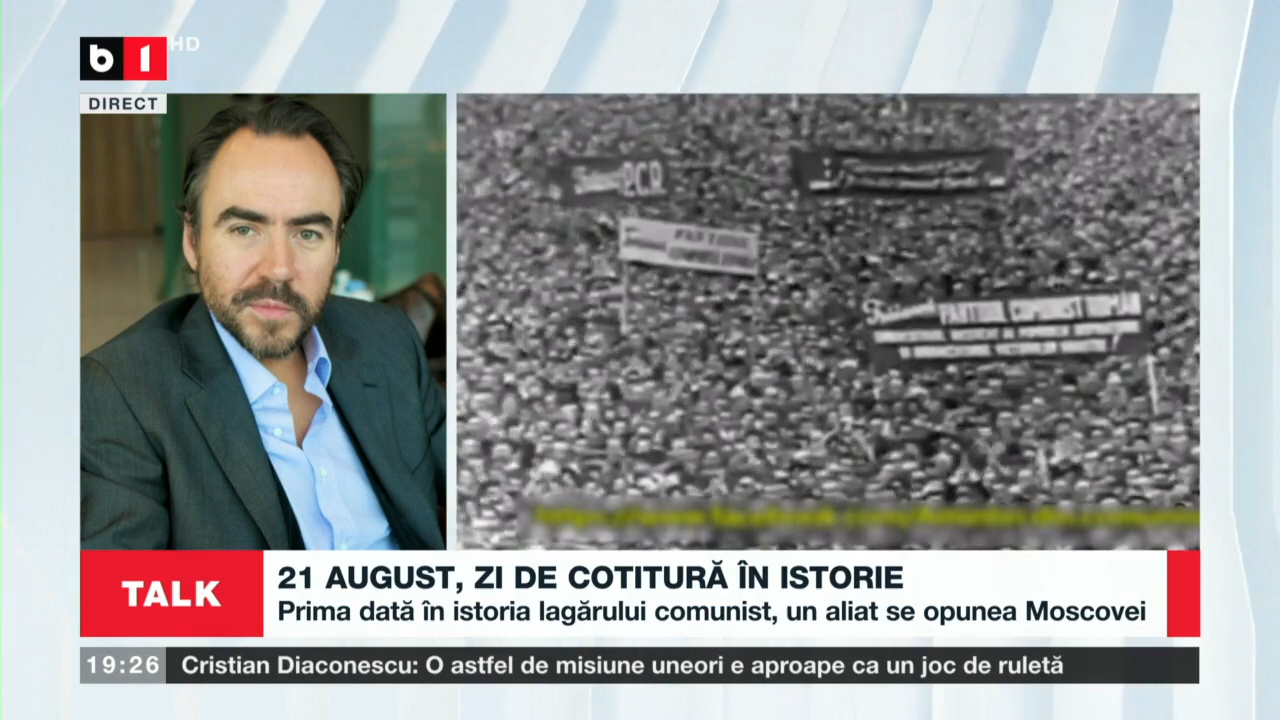 b1 HD
DIRECT
P.C.R.
PARTIDUL COMUNIST ROMÂN
TALK
21 AUGUST, ZI DE COTITURĂ ÎN ISTORIE
Prima dată în istoria lagărului comunist, un aliat se opunea Moscovei
19:26 Cristian Diaconescu: O astfel de misiune uneori e aproape ca un joc de ruletă